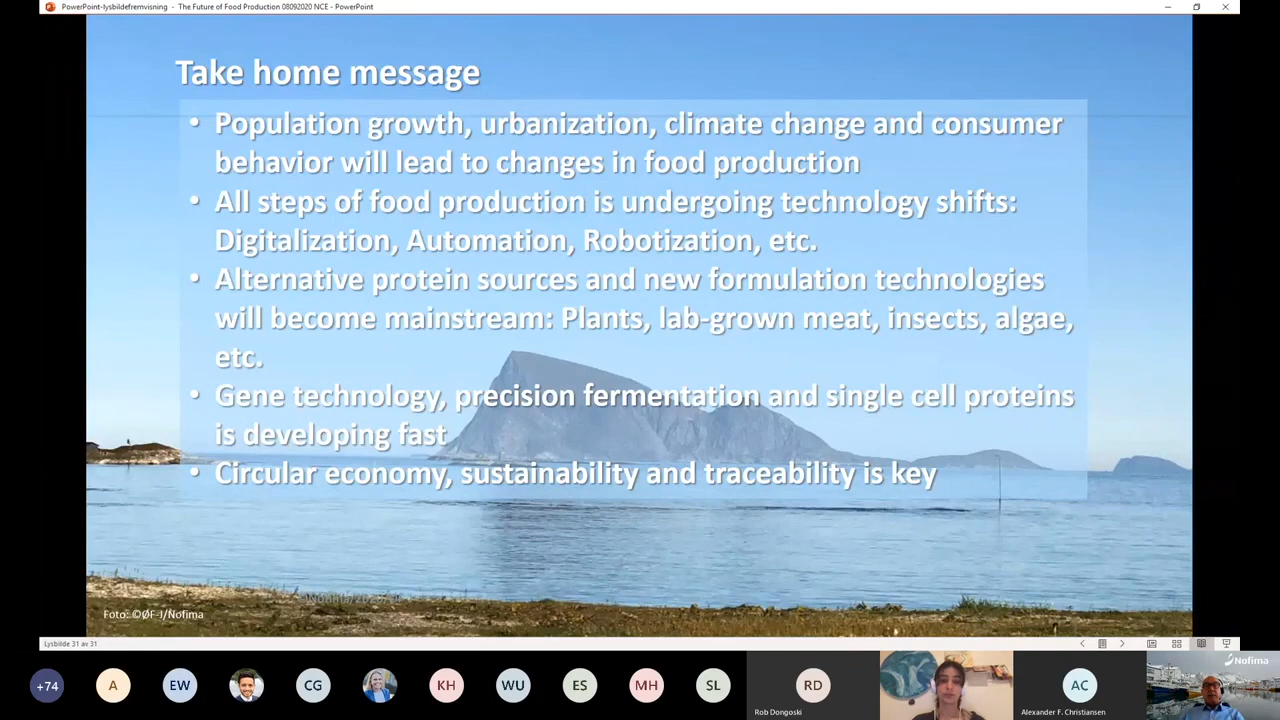 PowerPoint-lysbildefremvisning - The Future of Food Production 08092020 NCE - PowerPoint
Take home message
• Population growth, urbanization, climate change and consumer
behavior will lead to changes in food production
• All steps of food production is undergoing technology shifts:
Digitalization, Automation, Robotization, etc.
• Alternative protein sources and new formulation technologies
will become mainstream: Plants, lab-grown meat, insects, algae,
etc.
• Gene technology, precision fermentation and single cell proteins
is developing fast
• Circular economy, sustainability and traceability is key
Foto: ©ØF-J/Nofima
Lysbilde 31 av 31
+74
A
EW
CG
KH
WU
ES
MH
SL
RD
AC
Nofima
Rob Dongoski
Alexander F. Christiansen